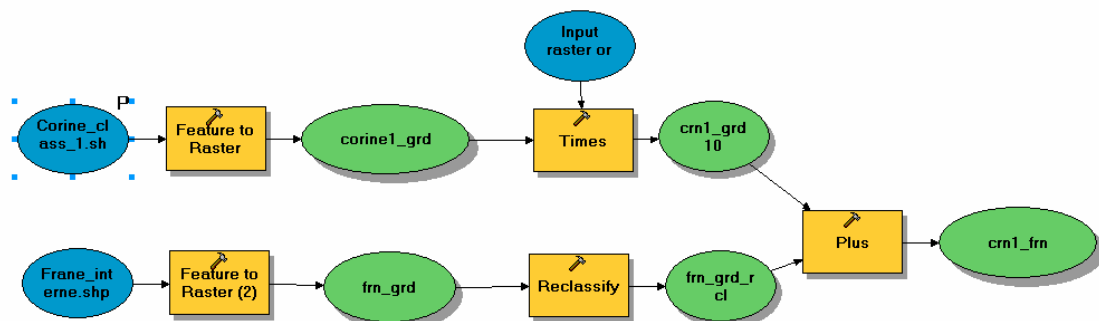 Input
raster or
P
Corine_cl
ass_1.sh
Feature to
Raster
corine1_grd
Times
crn1_grd
10
Plus
crn1_frn
Frane_int
erne.shp
Feature to
Raster (2)
frn_grd
Reclassify
frn_grd_r
cl